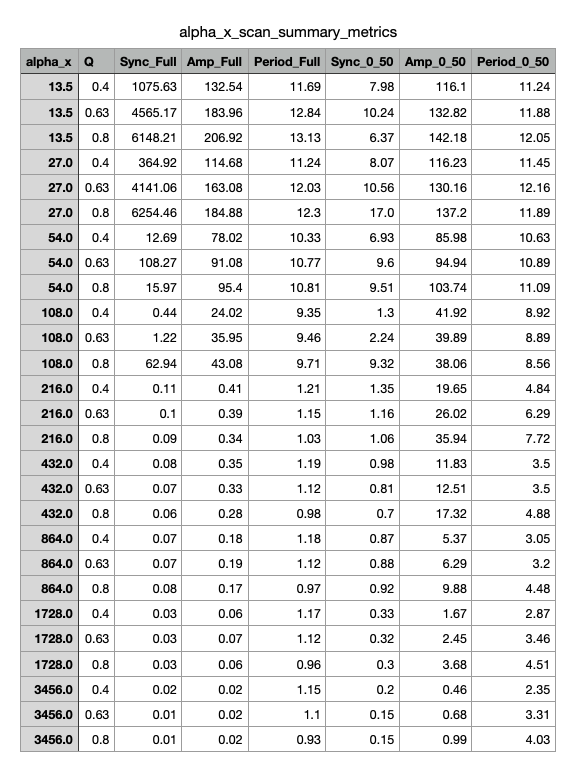 alpha_x_scan_summary_metrics
alpha_x Q Sync_Full Amp_Full Period_Full Sync_0_50 Amp_0_50 Period_0_50
13.5 0.4 1075.63 132.54 11.69 7.98 116.1 11.24
13.5 0.63 4565.17 183.96 12.84 10.24 132.82 11.88
13.5 0.8 6148.21 206.92 13.13 6.37 142.18 12.05
27.0 0.4 364.92 114.68 11.24 8.07 116.23 11.45
27.0 0.63 4141.06 163.08 12.03 10.56 130.16 12.16
27.0 0.8 6254.46 184.88 12.3 17.0 137.2 11.89
54.0 0.4 12.69 78.02 10.33 6.93 85.98 10.63
54.0 0.63 108.27 91.08 10.77 9.6 94.94 10.89
54.0 0.8 15.97 95.4 10.81 9.51 103.74 11.09
108.0 0.4 0.44 24.02 9.35 1.3 41.92 8.92
108.0 0.63 1.22 35.95 9.46 2.24 39.89 8.89
108.0 0.8 62.94 43.08 9.71 9.32 38.06 8.56
216.0 0.4 0.11 0.41 1.21 1.35 19.65 4.84
216.0 0.63 0.1 0.39 1.15 1.16 26.02 6.29
216.0 0.8 0.09 0.34 1.03 1.06 35.94 7.72
432.0 0.4 0.08 0.35 1.19 0.98 11.83 3.5
432.0 0.63 0.07 0.33 1.12 0.81 12.51 3.5
432.0 0.8 0.06 0.28 0.98 0.7 17.32 4.88
864.0 0.4 0.07 0.18 1.18 0.87 5.37 3.05
864.0 0.63 0.07 0.19 1.12 0.88 6.29 3.2
864.0 0.8 0.08 0.17 0.97 0.92 9.88 4.48
1728.0 0.4 0.03 0.06 1.17 0.33 1.67 2.87
1728.0 0.63 0.03 0.07 1.12 0.32 2.45 3.46
1728.0 0.8 0.03 0.06 0.96 0.3 3.68 4.51
3456.0 0.4 0.02 0.02 1.15 0.2 0.46 2.35
3456.0 0.63 0.01 0.02 1.1 0.15 0.68 3.31
3456.0 0.8 0.01 0.02 0.93 0.15 0.99 4.03